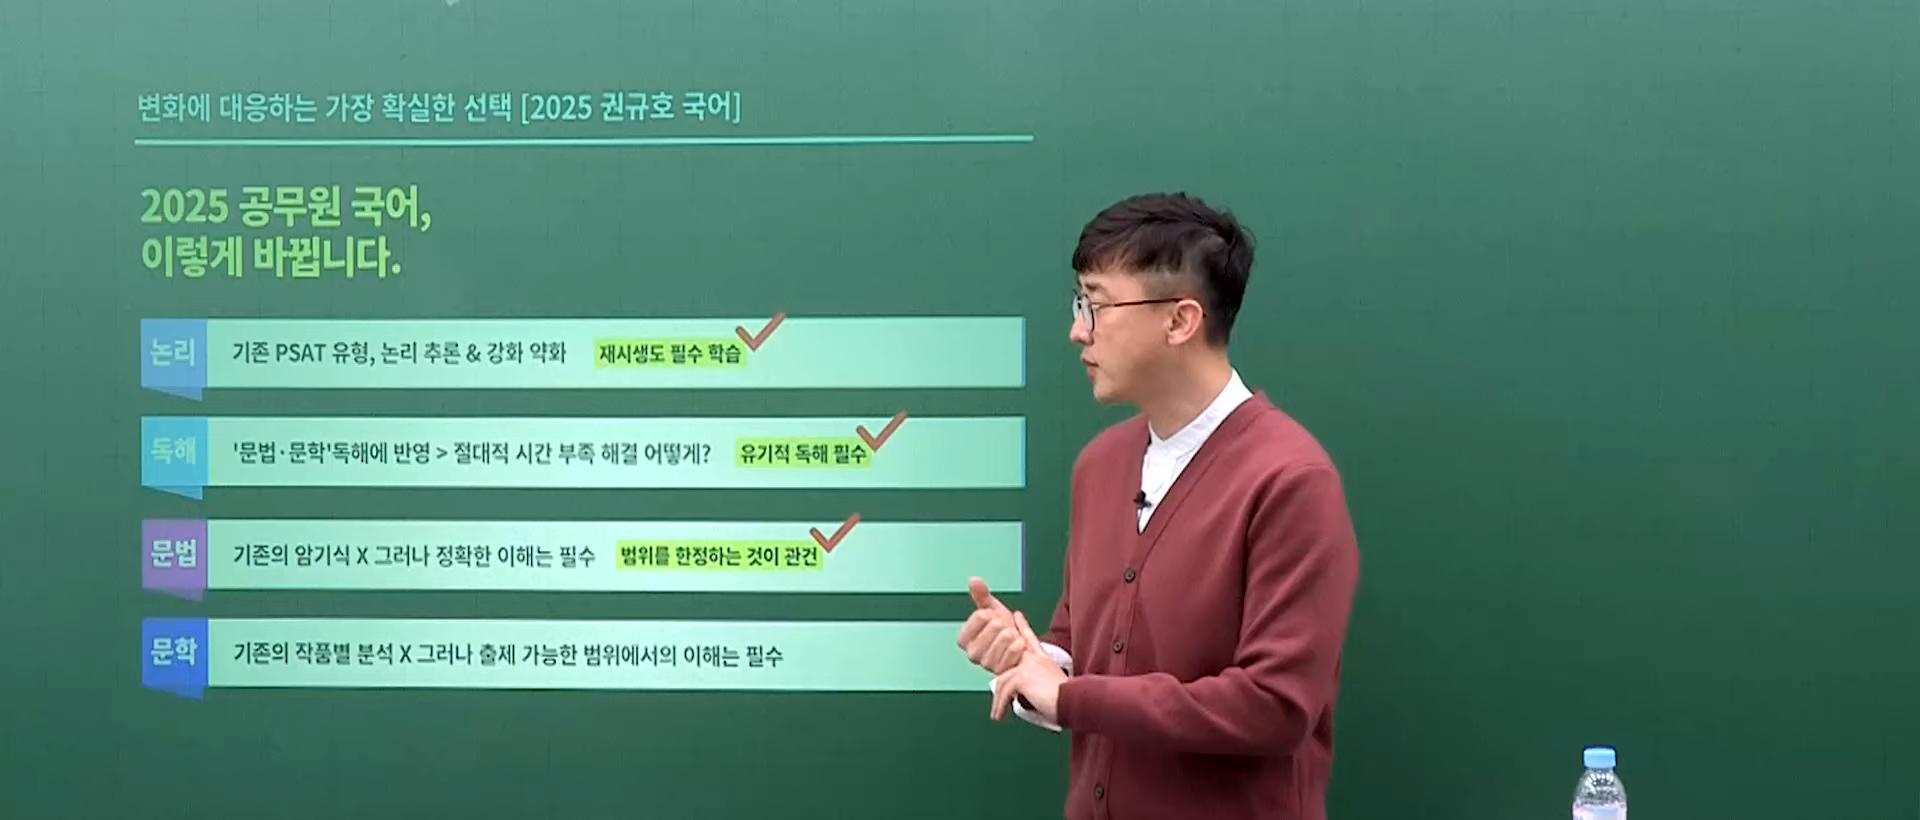 변화에 대응하는 가장 확실한 선택 [2025 권규호 국어]
2025 공무원 국어,
이렇게 바뀝니다.
논리 기존 PSAT 유형, 논리 추론 & 강화 약화 재시생도 필수 학습
독해 '문법·문학'독해에 반영 > 절대적 시간 부족 해결 어떻게? 유기적 독해 필수
문법 기존의 암기식 X 그러나 정확한 이해는 필수 범위를 한정하는 것이 관건
문학 기존의 작품별 분석 X 그러나 출제 가능한 범위에서의 이해는 필수